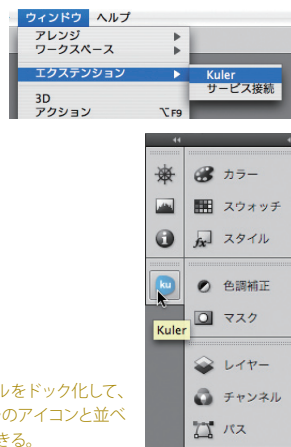 ウィンドウ ヘルプ
アレンジ
ワークスペース
エクステンション
Kuler
サービス接続
3D
アクション ⌥F9
カラー
スウォッチ
fx スタイル
ku 色調補正
マスク
Kuler
レイヤー
チャンネル
パス
ルをドック化して、
のアイコンと並べ
きる。